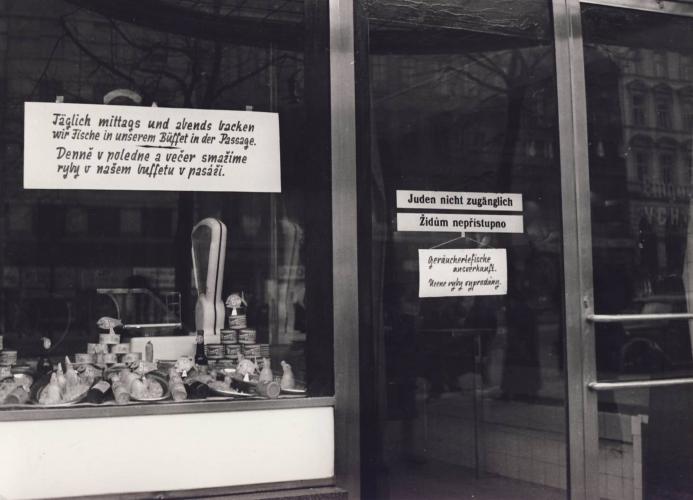 Täglich mittags und abends backen
wir Fische in unserem Büffet in der Passage.
Denně v poledne a večer smažíme
ryby v našem buffetu v pasáži.
Juden nicht zugänglich
Židům nepřístupno
Geräucherte Fische
ausverkauft.
Uzené ryby vyprodány.